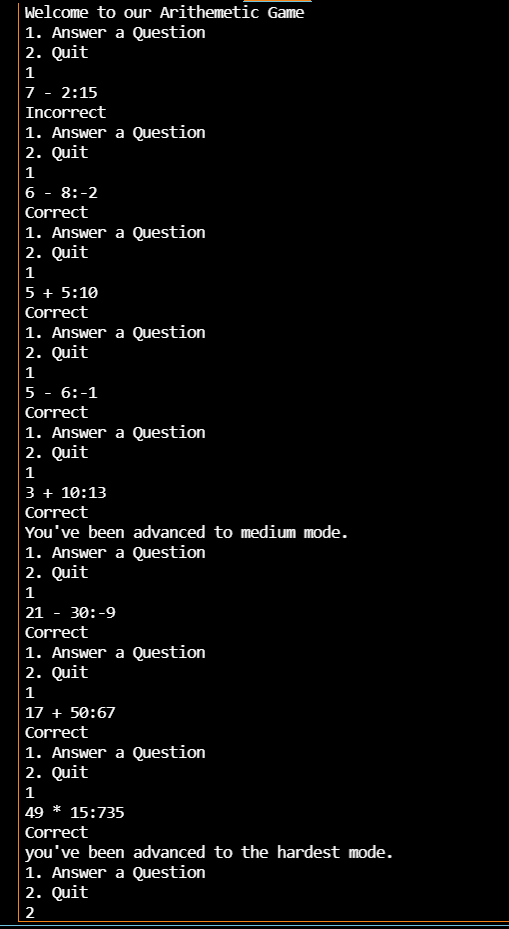 Welcome to our Arithemetic Game
1. Answer a Question
2. Quit
1
7 - 2:15
Incorrect
1. Answer a Question
2. Quit
1
6 - 8:-2
Correct
1. Answer a Question
2. Quit
1
5 + 5:10
Correct
1. Answer a Question
2. Quit
1
5 - 6:-1
Correct
1. Answer a Question
2. Quit
1
3 + 10:13
Correct
You've been advanced to medium mode.
1. Answer a Question
2. Quit
1
21 - 30:-9
Correct
1. Answer a Question
2. Quit
1
17 + 50:67
Correct
1. Answer a Question
2. Quit
1
49 * 15:735
Correct
you've been advanced to the hardest mode.
1. Answer a Question
2. Quit
2